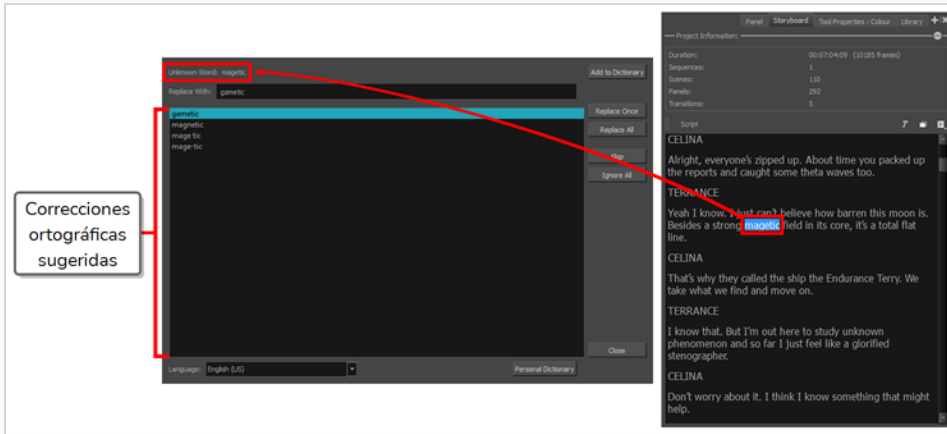 Correcciones
ortográficas
sugeridas
Unknown Word: magetic
Add to Dictionary
Replace With: gametic
gametic
magnetic
mage tic
mage-tic
Replace Once
Replace All
Skip
Ignore All
Close
Language: English (US)
Personal Dictionary
Panel Storyboard Tool Properties : Colour Library
Project Information:
Duration: 00:07:04:09 (10185 frames)
Sequences: 1
Scenes: 110
Panels: 292
Transitions: 5
Script
CELINA
Alright, everyone's zipped up. About time you packed up
the reports and caught some theta waves too.
TERRANCE
Yeah I know. I just can't believe how barren this moon is.
Besides a strong magetic field in its core, it's a total flat
line.
CELINA
That's why they called the ship the Endurance Terry. We
take what we find and move on.
TERRANCE
I know that. But I'm out here to study unknown
phenomenon and so far I just feel like a glorified
stenographer.
CELINA
Don't worry about it. I think I know something that might
help.